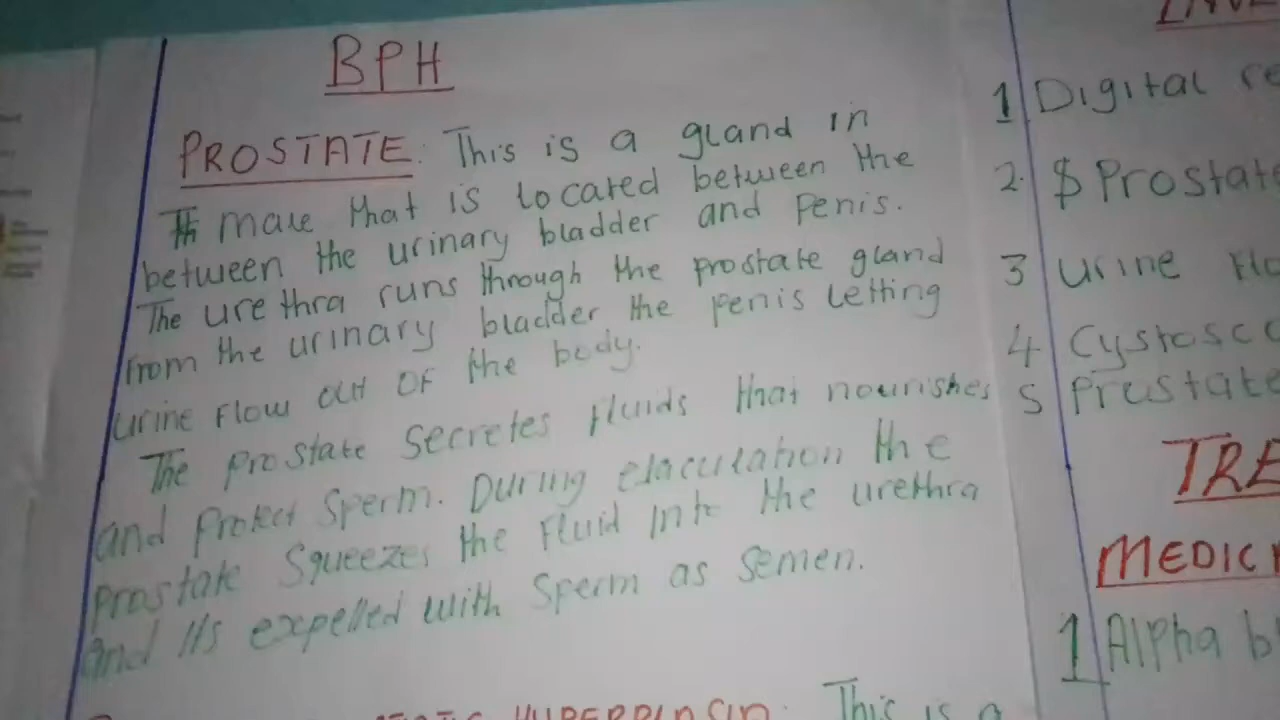 BPH
PROSTATE: This is a gland in
male that is located between the
between the urinary bladder and penis.
The urethra runs through the prostate gland
from the urinary bladder the penis letting
urine flow out of the body.
The prostate secretes fluids that nourishes
and protect sperm. During ejaculation the
prostate squeezes the fluid into the urethra
and its expelled with sperm as semen.
This is a
1 Digital re
2. $ Prostate
3 urine Flo
4 Cystosco
5 Prostate
TRE
MEDIC
1 Alpha b